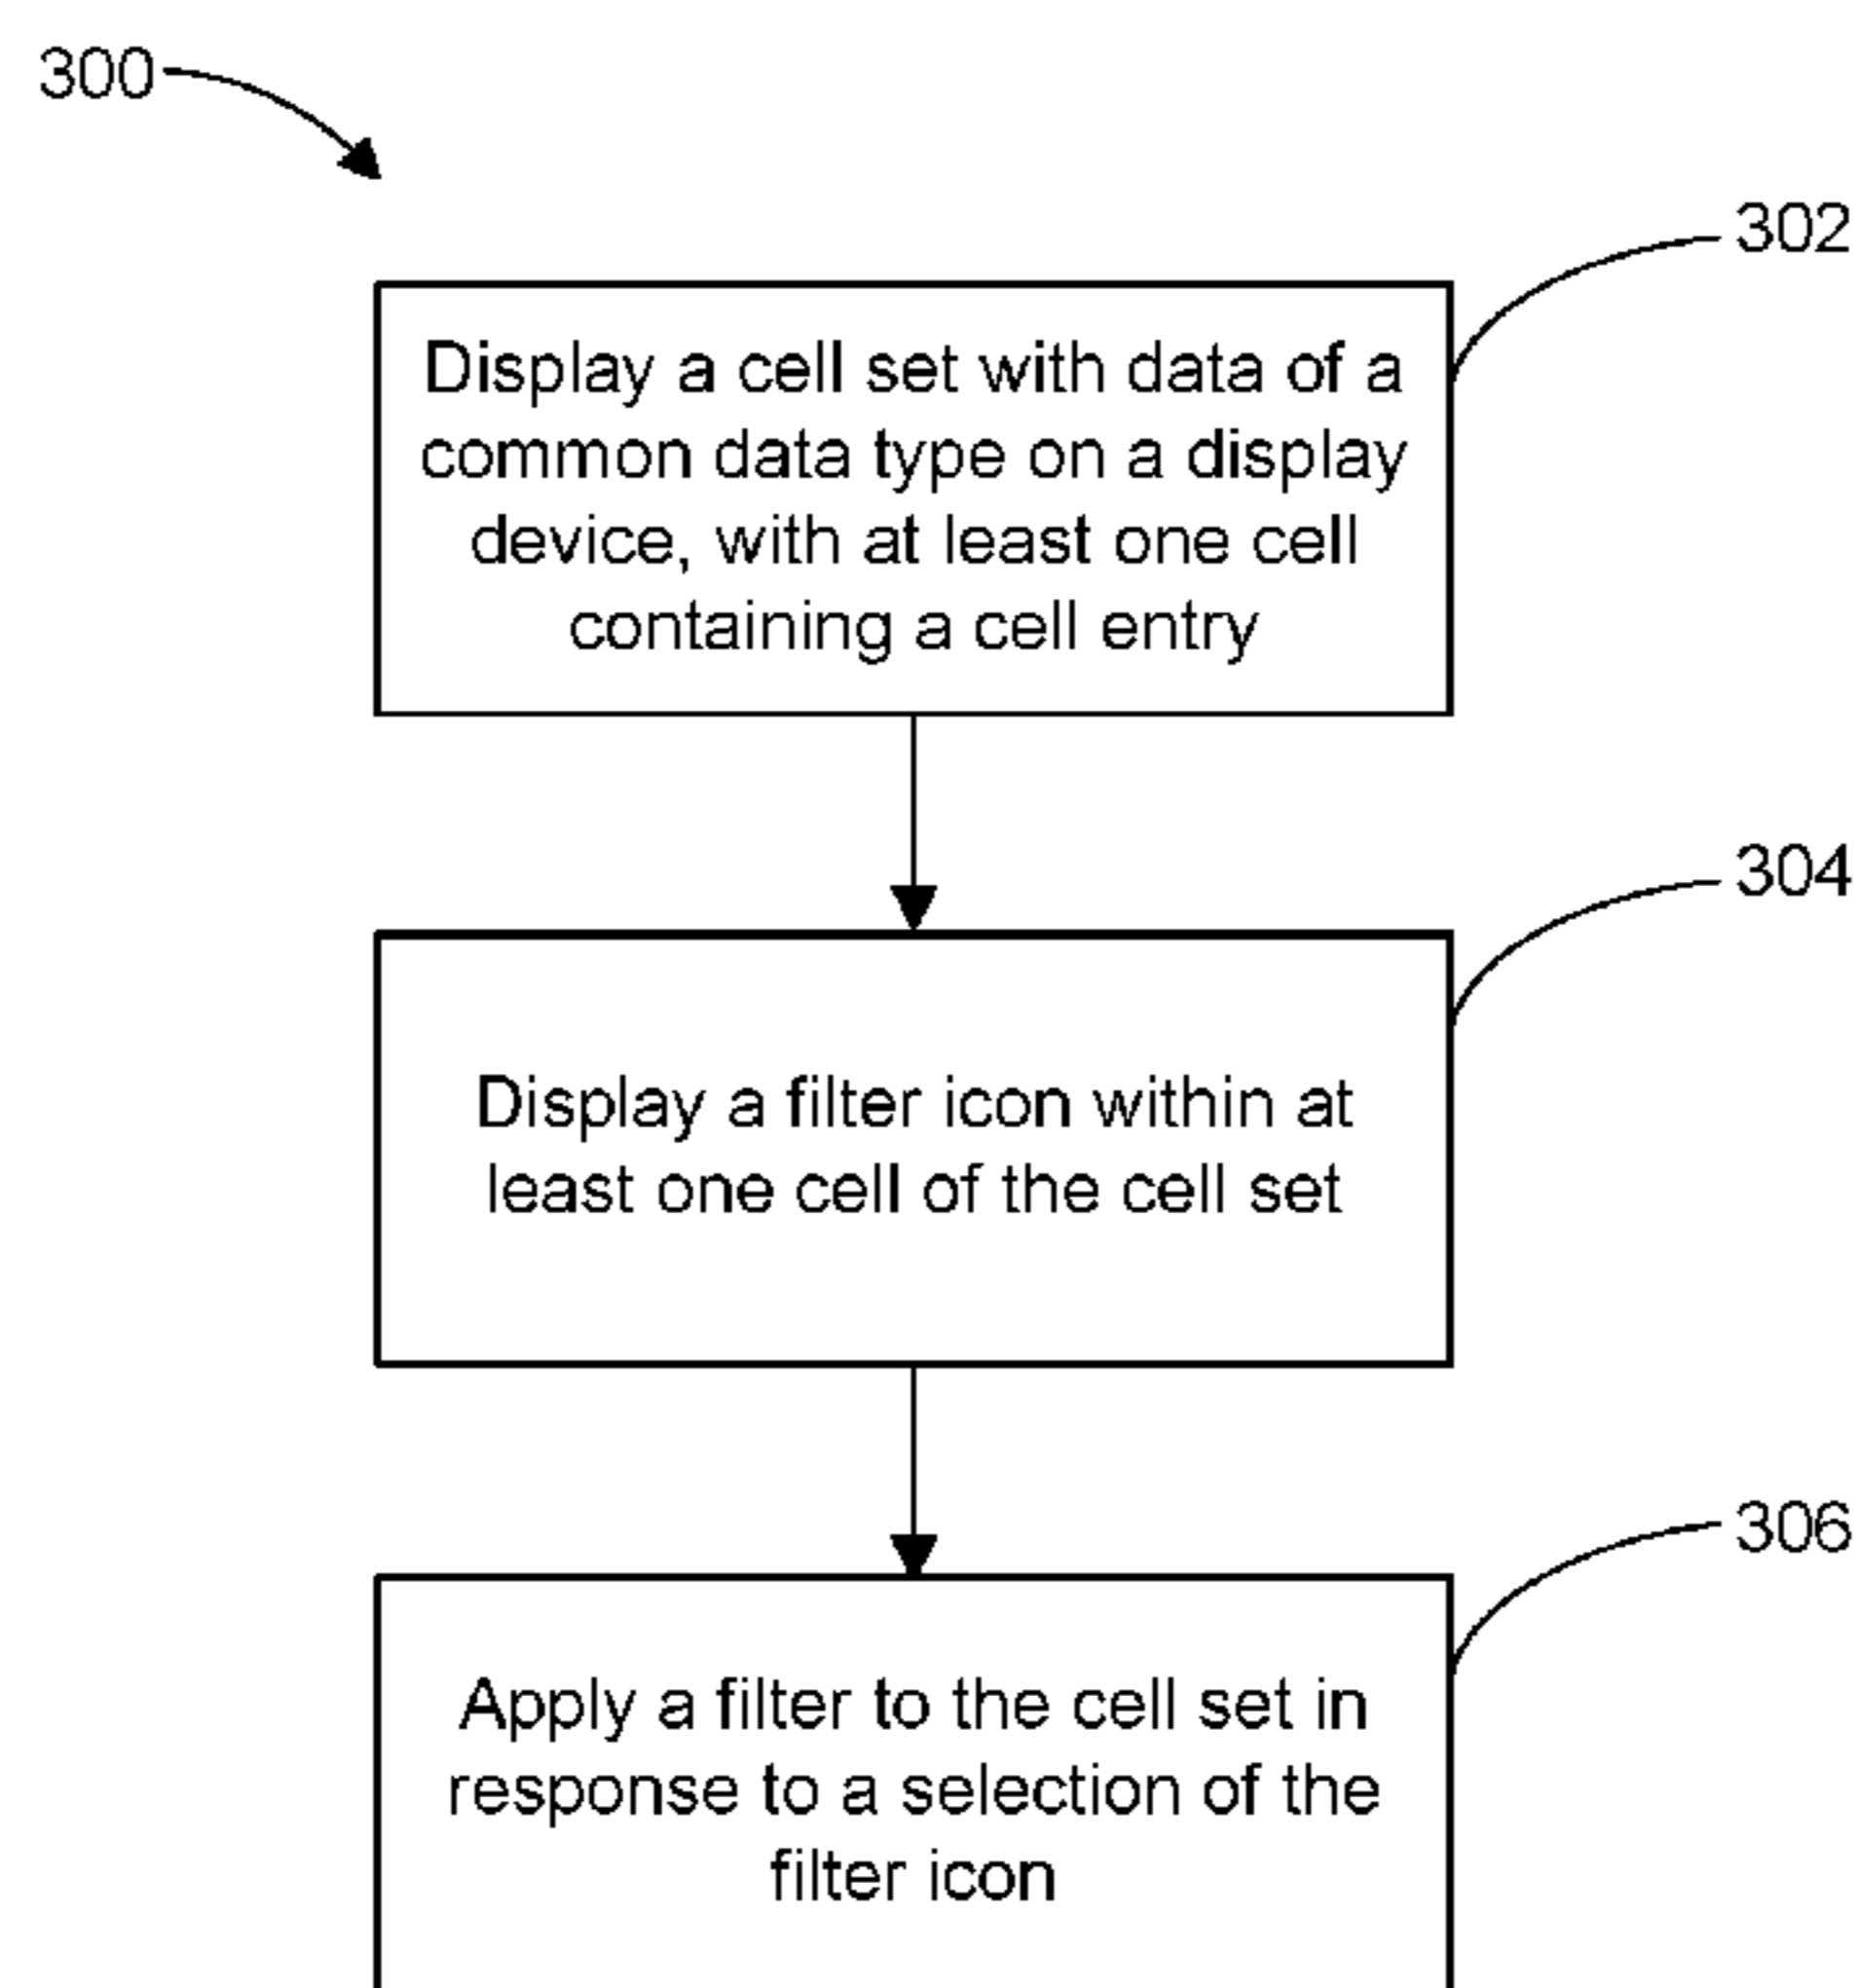 300
302
Display a cell set with data of a
common data type on a display
device, with at least one cell
containing a cell entry
304
Display a filter icon within at
least one cell of the cell set
306
Apply a filter to the cell set in
response to a selection of the
filter icon